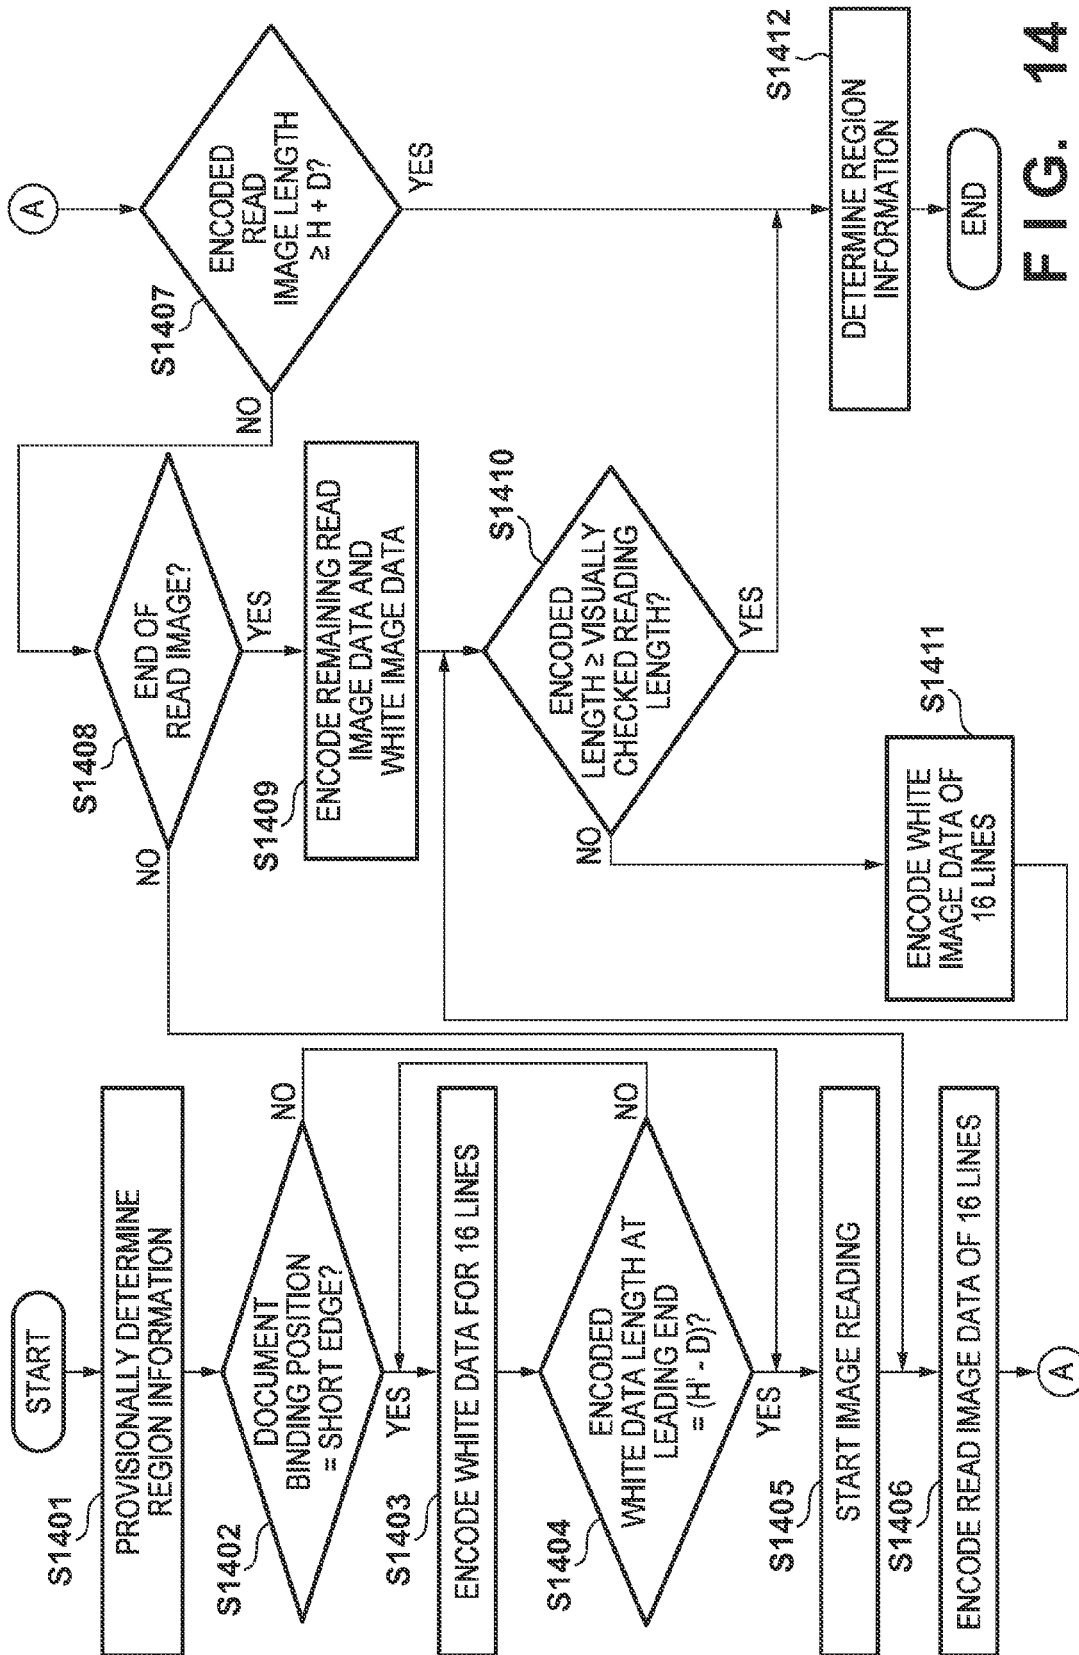 START
S1401
PROVISIONALLY DETERMINE
REGION INFORMATION
S1402
DOCUMENT
BINDING POSITION
= SHORT EDGE?
NO
YES
S1403
ENCODE WHITE DATA FOR 16 LINES
S1404
ENCODED
WHITE DATA LENGTH AT
LEADING END
= (H' - D)?
NO
YES
S1405
START IMAGE READING
S1406
ENCODE READ IMAGE DATA OF 16 LINES
A
A
S1407
ENCODED
READ
IMAGE LENGTH
≥ H + D?
NO
YES
S1408
END OF
READ IMAGE?
NO
YES
S1409
ENCODE REMAINING READ
IMAGE DATA AND
WHITE IMAGE DATA
S1410
ENCODED
LENGTH ≥ VISUALLY
CHECKED READING
LENGTH?
NO
YES
S1411
ENCODE WHITE
IMAGE DATA OF
16 LINES
S1412
DETERMINE REGION
INFORMATION
END
FIG. 14